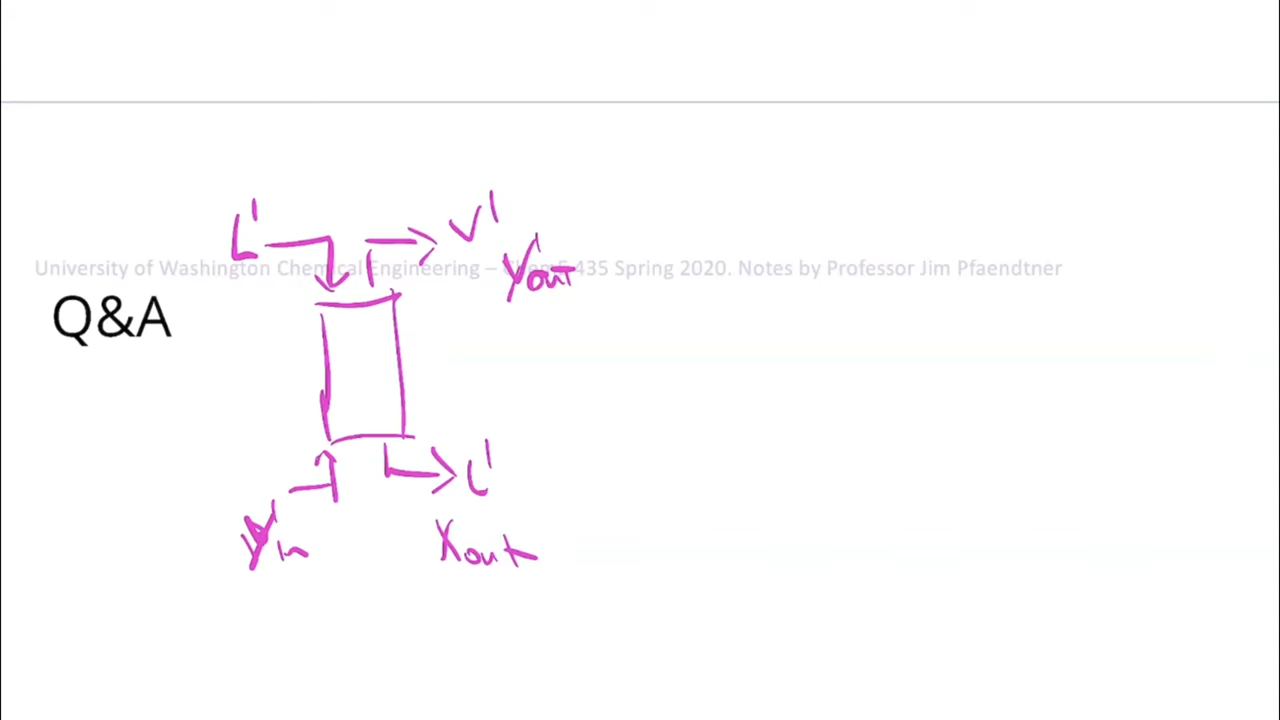 L' V'
Yout
University of Washington Chemical Engineering – ChemE 435 Spring 2020. Notes by Professor Jim Pfaendtner
Q&A
L'
Yin Xout